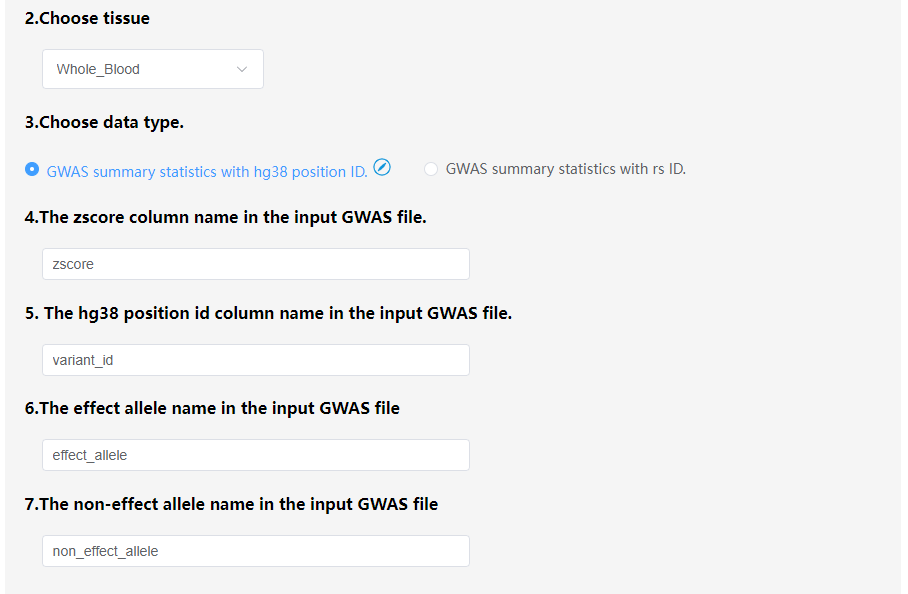 2.Choose tissue
Whole_Blood
3.Choose data type.
GWAS summary statistics with hg38 position ID. GWAS summary statistics with rs ID.
4.The zscore column name in the input GWAS file.
zscore
5. The hg38 position id column name in the input GWAS file.
variant_id
6.The effect allele name in the input GWAS file
effect_allele
7.The non-effect allele name in the input GWAS file
non_effect_allele